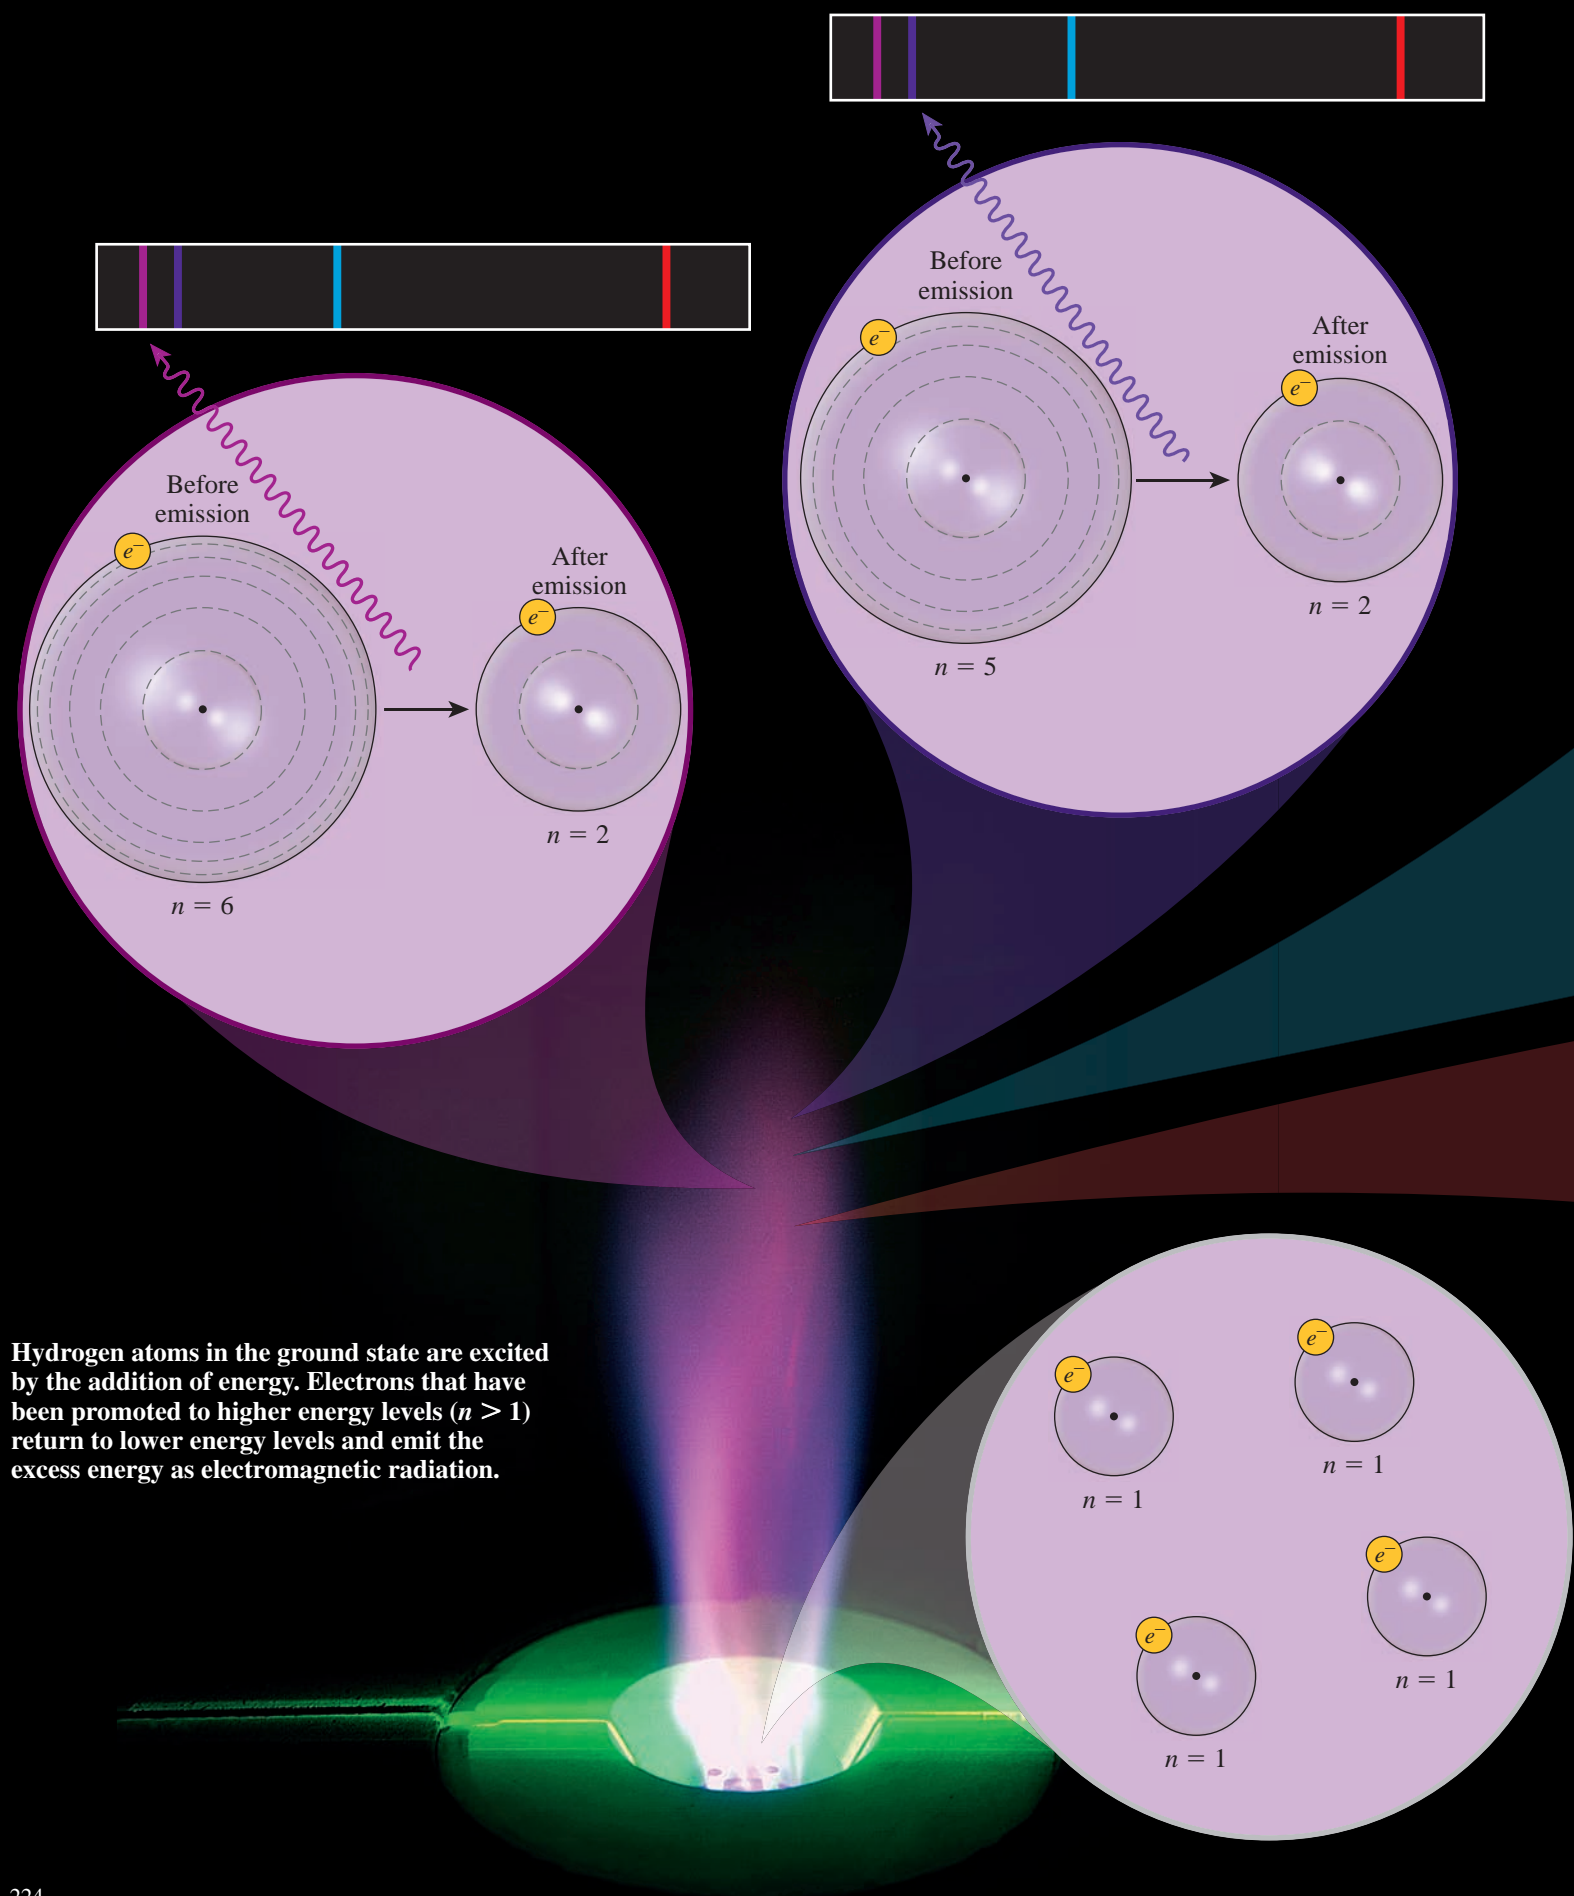 Before
emission
e−
After
emission
e−
n = 5
n = 2
Before
emission
e−
After
emission
e−
n = 6
n = 2
Hydrogen atoms in the ground state are excited
by the addition of energy. Electrons that have
been promoted to higher energy levels (n > 1)
return to lower energy levels and emit the
excess energy as electromagnetic radiation.
e−
n = 1
e−
n = 1
e−
n = 1
e−
n = 1
224